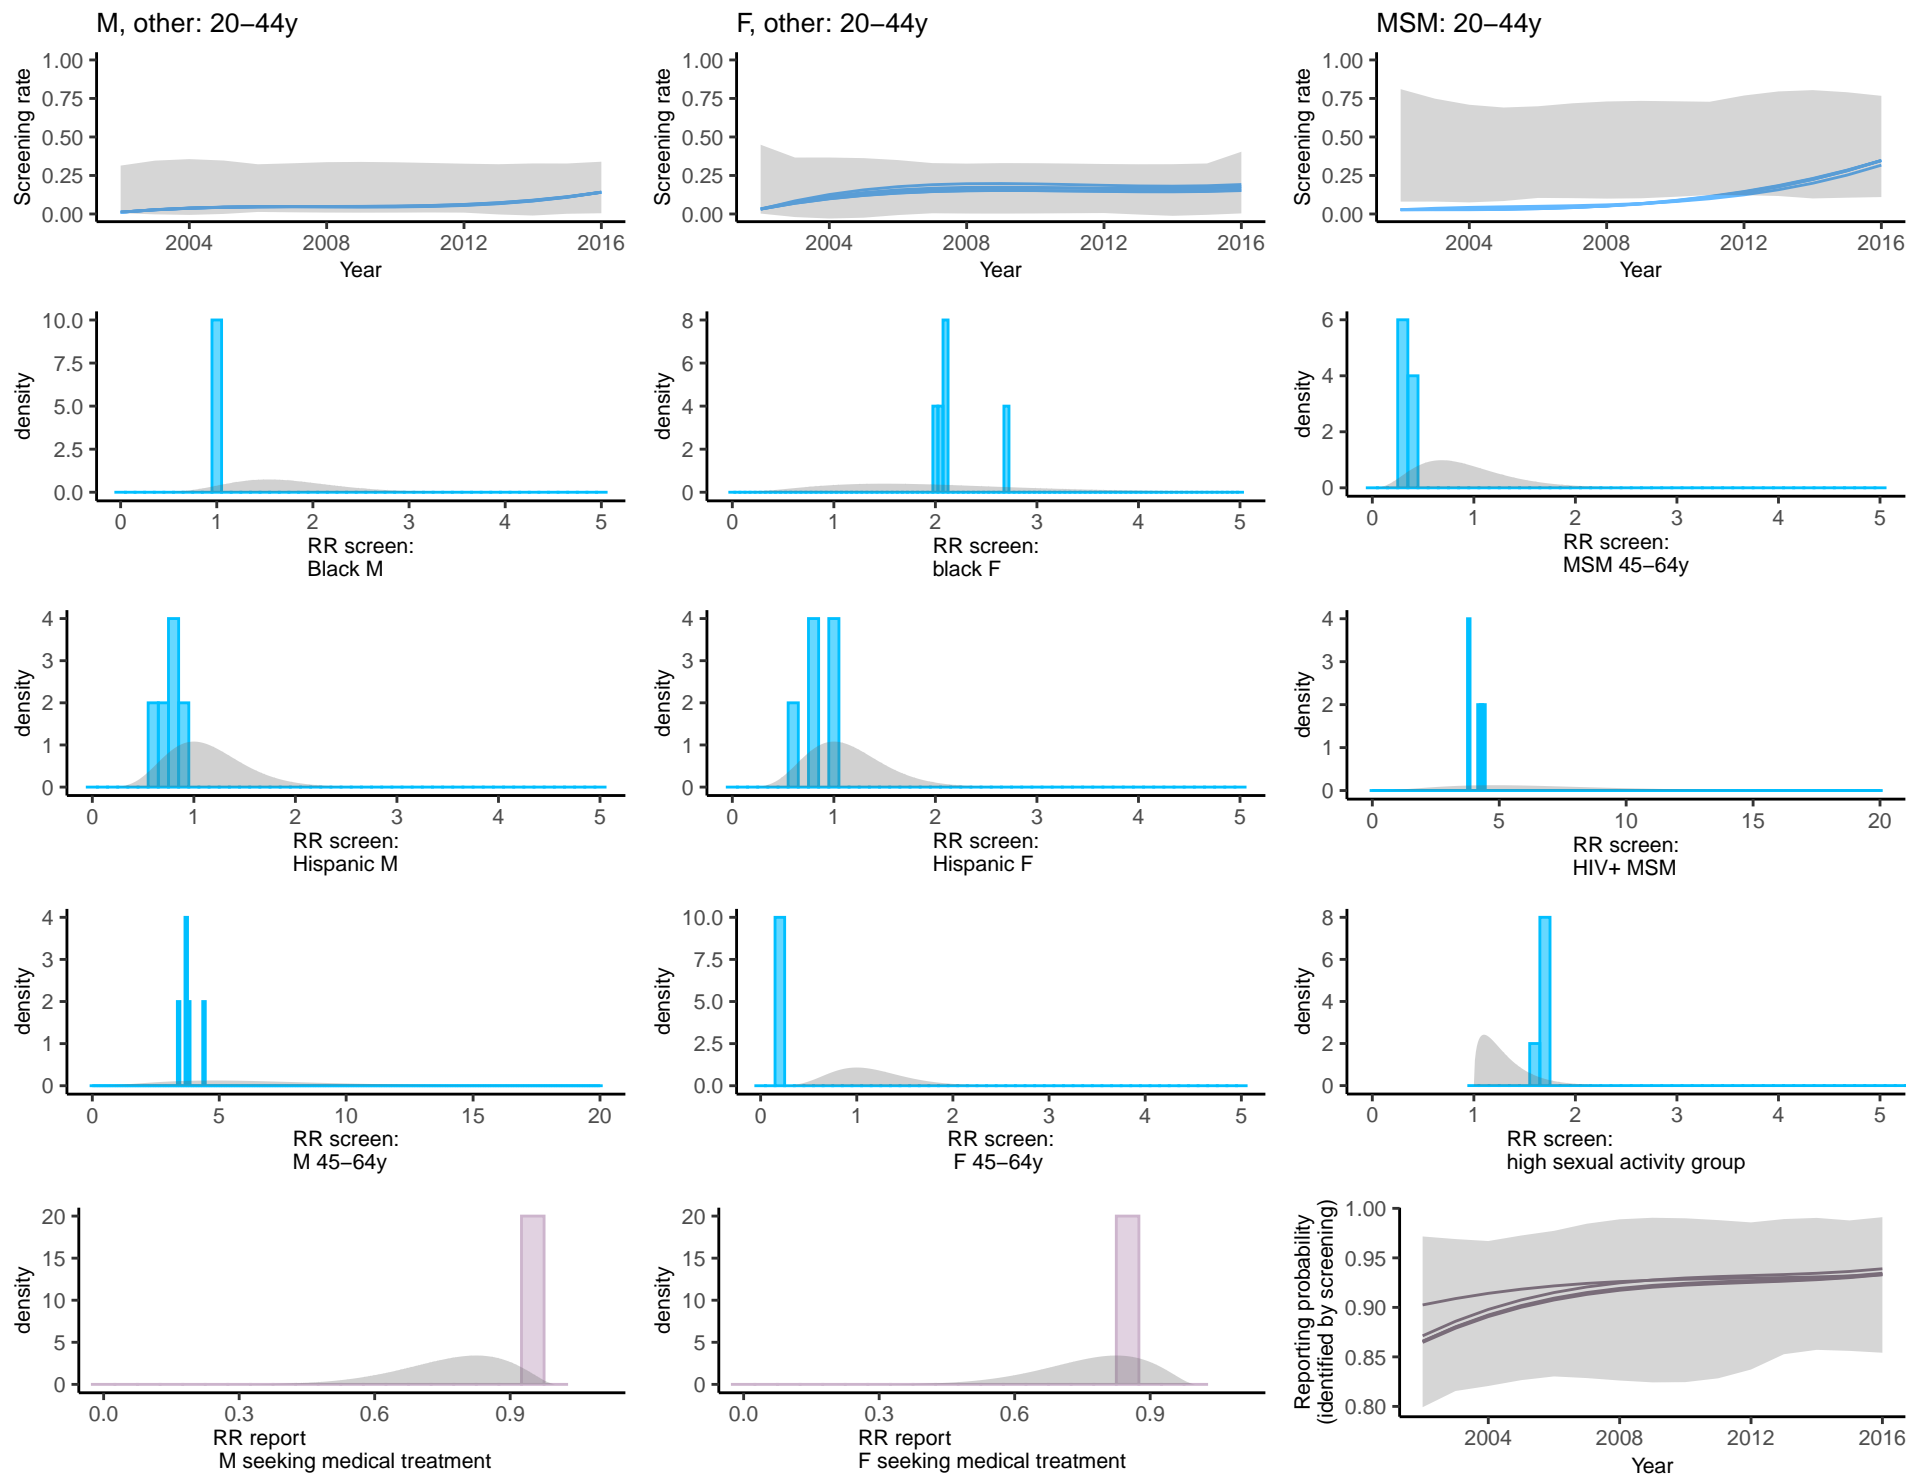 M, other: 20−44y
F, other: 20−44y
MSM: 20−44y
Screening rate
1.00
0.75
0.50
0.25
0.00
2004 2008 2012 2016
Year
Screening rate
1.00
0.75
0.50
0.25
0.00
2004 2008 2012 2016
Year
Screening rate
1.00
0.75
0.50
0.25
0.00
2004 2008 2012 2016
Year
density
10.0
7.5
5.0
2.5
0.0
0 1 2 3 4 5
RR screen:
Black M
density
8
6
4
2
0
0 1 2 3 4 5
RR screen:
black F
density
6
4
2
0
0 1 2 3 4 5
RR screen:
MSM 45−64y
density
4
3
2
1
0
0 1 2 3 4 5
RR screen:
Hispanic M
density
4
3
2
1
0
0 1 2 3 4 5
RR screen:
Hispanic F
density
4
3
2
1
0
0 5 10 15 20
RR screen:
HIV+ MSM
density
4
3
2
1
0
0 5 10 15 20
RR screen:
M 45−64y
density
10.0
7.5
5.0
2.5
0.0
0 1 2 3 4 5
RR screen:
F 45−64y
density
8
6
4
2
0
0 1 2 3 4 5
RR screen:
high sexual activity group
density
20
15
10
5
0
0.0 0.3 0.6 0.9
RR report
M seeking medical treatment
density
20
15
10
5
0
0.0 0.3 0.6 0.9
RR report
F seeking medical treatment
Reporting probability
(identified by screening)
1.00
0.95
0.90
0.85
0.80
2004 2008 2012 2016
Year